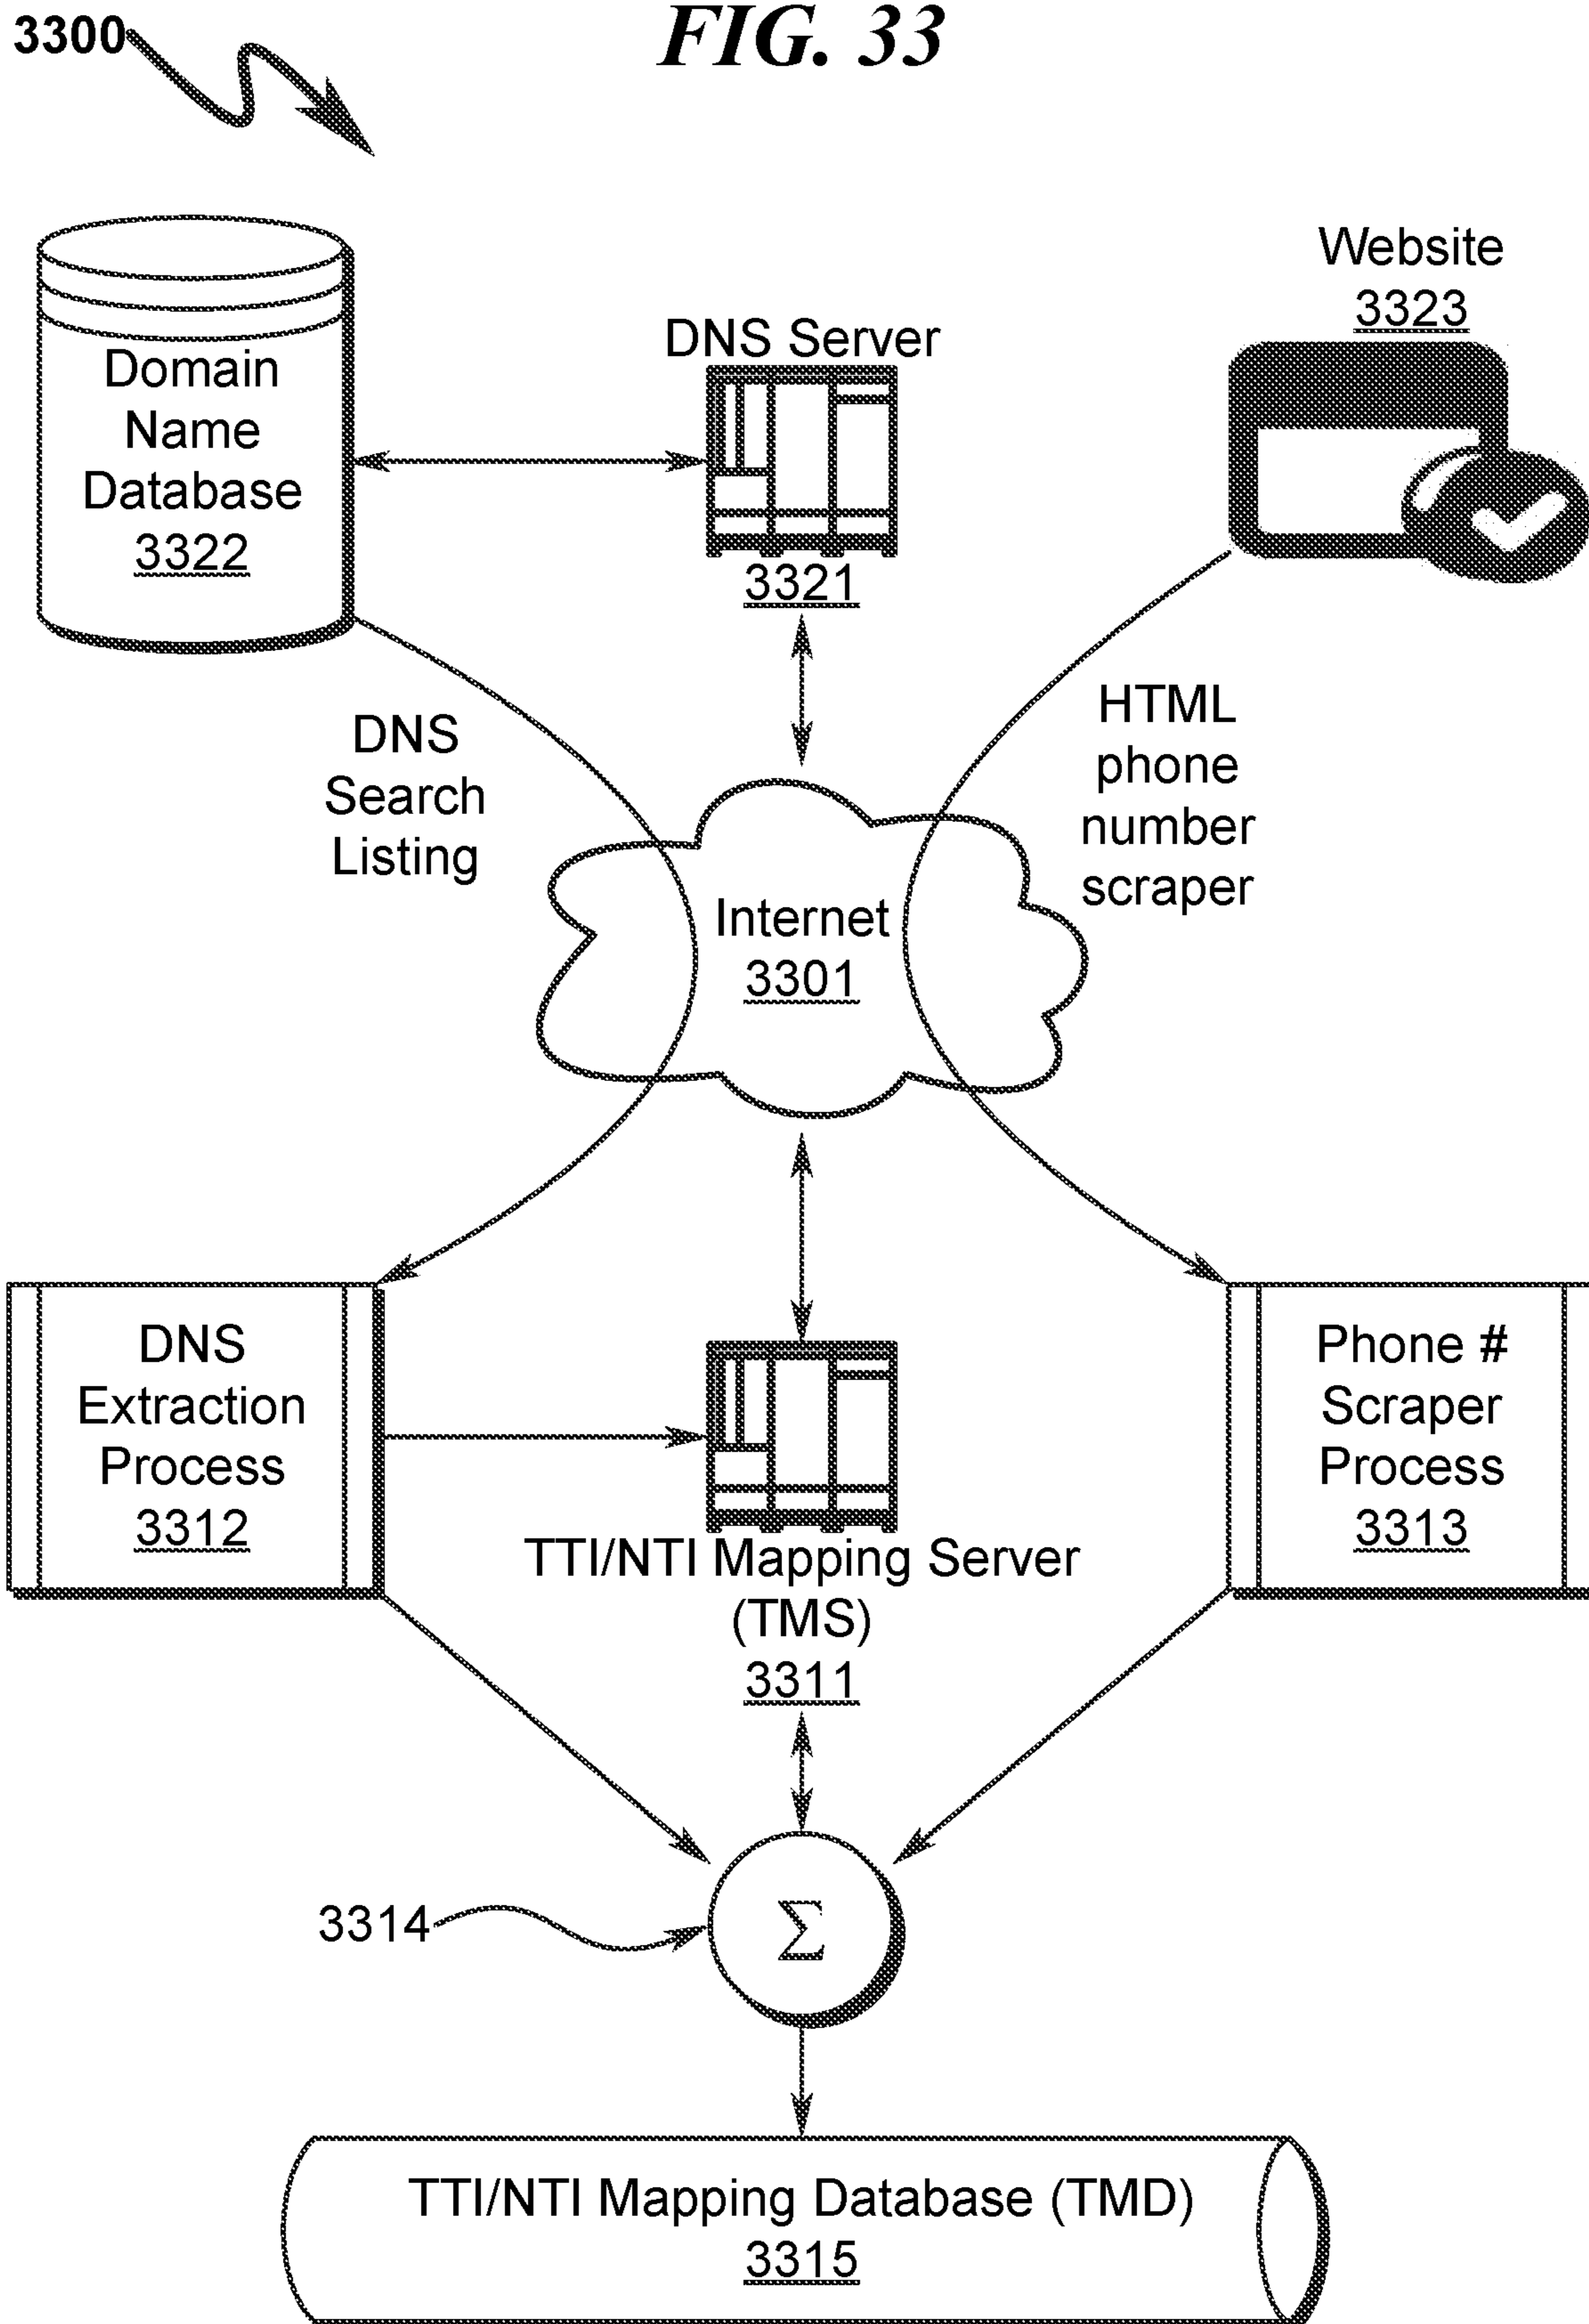 3300
FIG. 33
Domain
Name
Database
3322
DNS Server
3321
Website
3323
DNS
Search
Listing
HTML
phone
number
scraper
Internet
3301
DNS
Extraction
Process
3312
TTI/NTI Mapping Server
(TMS)
3311
Phone #
Scraper
Process
3313
3314
Σ
TTI/NTI Mapping Database (TMD)
3315